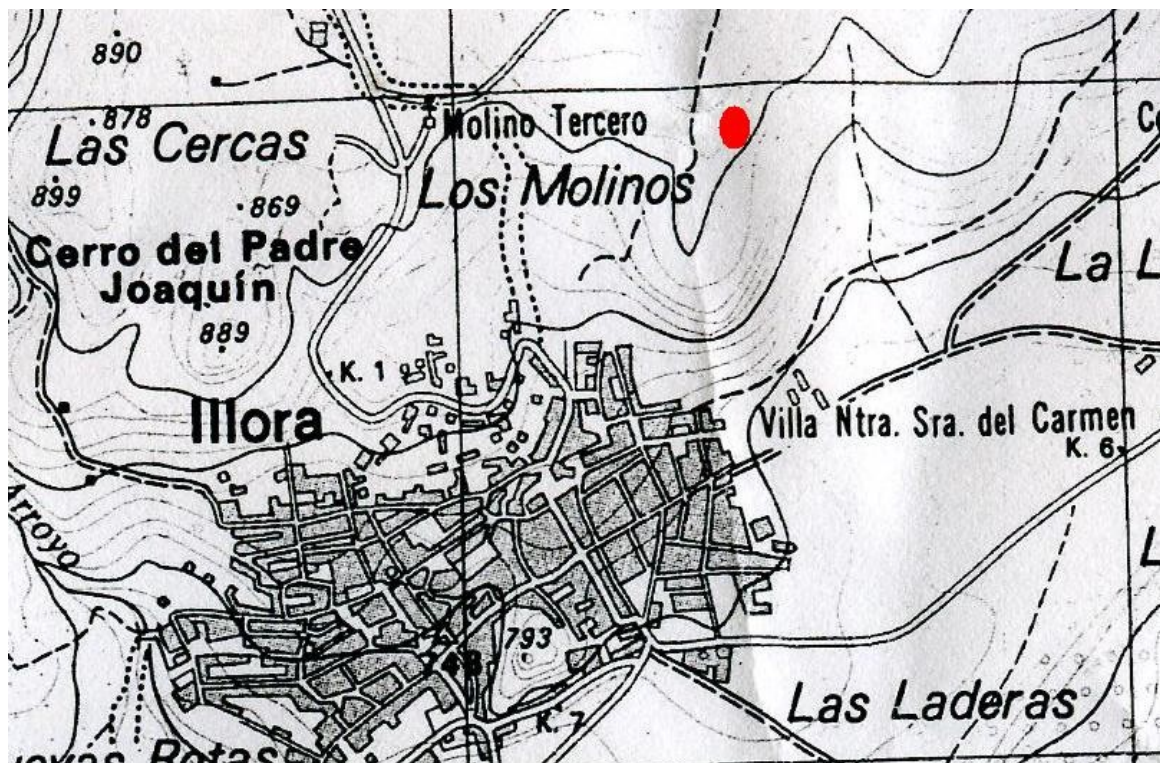 890
878
Las Cercas
899
869
Molino Tercero
Los Molinos
Cerro del Padre
Joaquín
889
La L
K. 1
Illora
Villa Ntra. Sra. del Carmen
K. 6
Arroyo
793
Las Laderas
K. 7